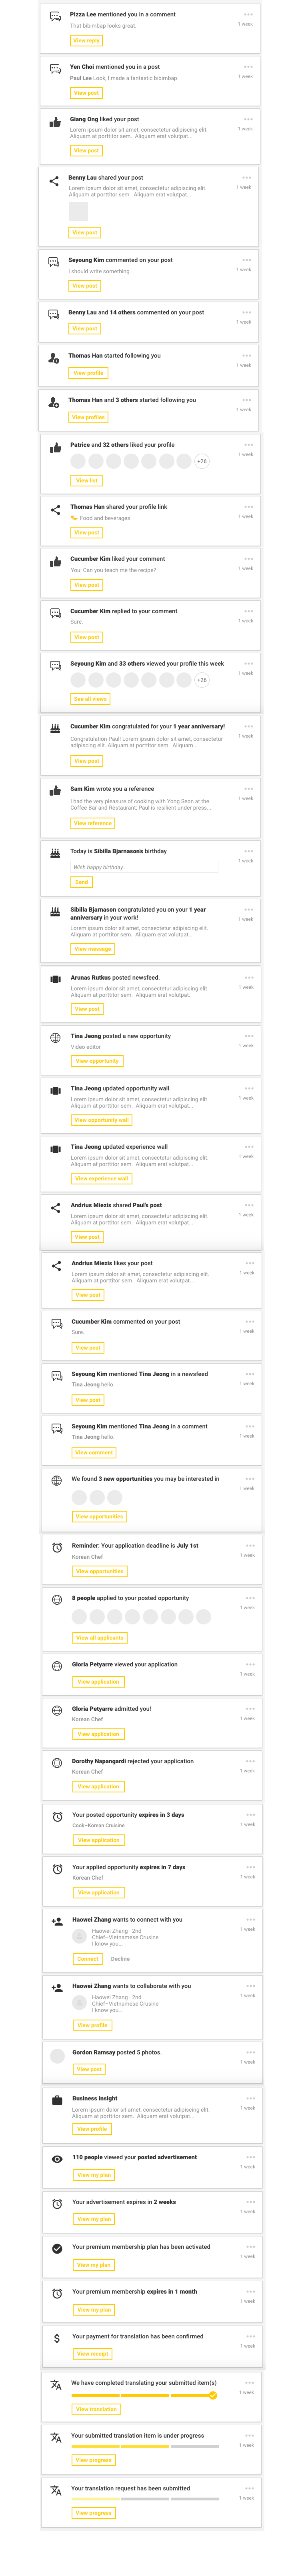 Pizza Lee mentioned you in a comment
1 week
That bibimbap looks great.
View reply
Yen Choi mentioned you in a post
1 week
Paul Lee Look, I made a fantastic bibimbap.
View post
Giang Ong liked your post
1 week
Lorem ipsum dolor sit amet, consectetur adipiscing elit.
Aliquam at porttitor sem. Aliquam erat volutpat...
View post
Benny Lau shared your post
1 week
Lorem ipsum dolor sit amet, consectetur adipiscing elit.
Aliquam at porttitor sem. Aliquam erat volutpat...
View post
Seyoung Kim commented on your post
1 week
I should write something.
View post
Benny Lau and 14 others commented on your post
1 week
View post
Thomas Han started following you
1 week
View profile
Thomas Han and 3 others started following you
1 week
View profiles
Patrice and 32 others liked your profile
1 week
+26
View list
Thomas Han shared your profile link
1 week
Food and beverages
View post
Cucumber Kim liked your comment
1 week
You: Can you teach me the recipe?
View post
Cucumber Kim replied to your comment
1 week
Sure.
View post
Seyoung Kim and 33 others viewed your profile this week
1 week
+26
See all views
Cucumber Kim congratulated for your 1 year anniversary!
1 week
Congratulation Paul! Lorem ipsum dolor sit amet, consectetur
adipiscing elit. Aliquam at porttitor sem. Aliquam...
View post
Sam Kim wrote you a reference
1 week
I had the very pleasure of cooking with Yong Seon at the
Coffee Bar and Restaurant, Paul is resilient under press...
View reference
Today is Sibilla Bjarnason's birthday
1 week
Wish happy birthday...
Send
Sibilla Bjarnason congratulated you on your 1 year
anniversary in your work!
1 week
Lorem ipsum dolor sit amet, consectetur adipiscing elit.
Aliquam at porttitor sem. Aliquam erat volutpat...
View message
Arunas Rutkus posted newsfeed.
1 week
Lorem ipsum dolor sit amet, consectetur adipiscing elit.
Aliquam at porttitor sem. Aliquam erat volutpat.
View post
Tina Jeong posted a new opportunity
1 week
Video editor
View opportunity
Tina Jeong updated opportunity wall
1 week
Lorem ipsum dolor sit amet, consectetur adipiscing elit.
Aliquam at porttitor sem. Aliquam erat volutpat...
View opportunity wall
Tina Jeong updated experience wall
1 week
Lorem ipsum dolor sit amet, consectetur adipiscing elit.
Aliquam at porttitor sem. Aliquam erat volutpat...
View experience wall
Andrius Miezis shared Paul's post
1 week
Lorem ipsum dolor sit amet, consectetur adipiscing elit.
Aliquam at porttitor sem. Aliquam erat volutpat...
View post
Andrius Miezis likes your post
1 week
Lorem ipsum dolor sit amet, consectetur adipiscing elit.
Aliquam at porttitor sem. Aliquam erat volutpat...
View post
Cucumber Kim commented on your post
1 week
Sure.
View post
Seyoung Kim mentioned Tina Jeong in a newsfeed
1 week
Tina Jeong hello.
View post
Seyoung Kim mentioned Tina Jeong in a comment
1 week
Tina Jeong hello.
View comment
We found 3 new opportunities you may be interested in
1 week
View opportunities
Reminder: Your application deadline is July 1st
1 week
Korean Chef
View opportunities
8 people applied to your posted opportunity
1 week
View all applicants
Gloria Petyarre viewed your application
1 week
View application
Gloria Petyarre admitted you!
1 week
Korean Chef
View application
Dorothy Napangardi rejected your application
1 week
Korean Chef
View application
Your posted opportunity expires in 3 days
1 week
Cook-Korean Cruisine
View application
Your applied opportunity expires in 7 days
1 week
Korean Chef
View application
Haowei Zhang wants to connect with you
1 week
Haowei Zhang · 2nd
Chief-Vietnamese Crusine
I know you...
Connect Decline
Haowei Zhang wants to collaborate with you
1 week
Haowei Zhang · 2nd
Chief-Vietnamese Crusine
I know you...
View profile
Gordon Ramsay posted 5 photos.
1 week
View post
Business insight
1 week
Lorem ipsum dolor sit amet, consectetur adipiscing elit.
Aliquam at porttitor sem. Aliquam erat volutpat...
View profile
110 people viewed your posted advertisement
1 week
View my plan
Your advertisement expires in 2 weeks
1 week
View my plan
Your premium membership plan has been activated
1 week
View my plan
Your premium membership expires in 1 month
1 week
View my plan
Your payment for translation has been confirmed
1 week
View receipt
We have completed translating your submitted item(s)
1 week
View translation
Your submitted translation item is under progress
1 week
View progress
Your translation request has been submitted
1 week
View progress